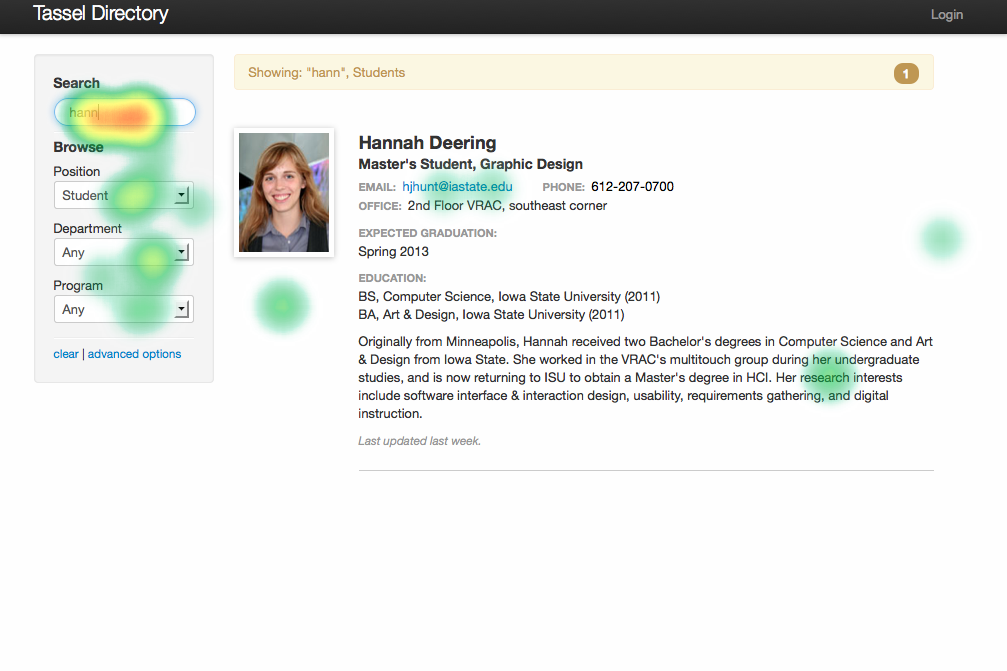 Tassel Directory
Login
Search
hann
Browse
Position
Student
Department
Any
Program
Any
clear | advanced options
Showing: "hann", Students
1
Hannah Deering
Master's Student, Graphic Design
EMAIL: hjhunt@iastate.edu PHONE: 612-207-0700
OFFICE: 2nd Floor VRAC, southeast corner
EXPECTED GRADUATION:
Spring 2013
EDUCATION:
BS, Computer Science, Iowa State University (2011)
BA, Art & Design, Iowa State University (2011)
Originally from Minneapolis, Hannah received two Bachelor's degrees in Computer Science and Art
& Design from Iowa State. She worked in the VRAC's multitouch group during her undergraduate
studies, and is now returning to ISU to obtain a Master's degree in HCI. Her research interests
include software interface & interaction design, usability, requirements gathering, and digital
instruction.
Last updated last week.